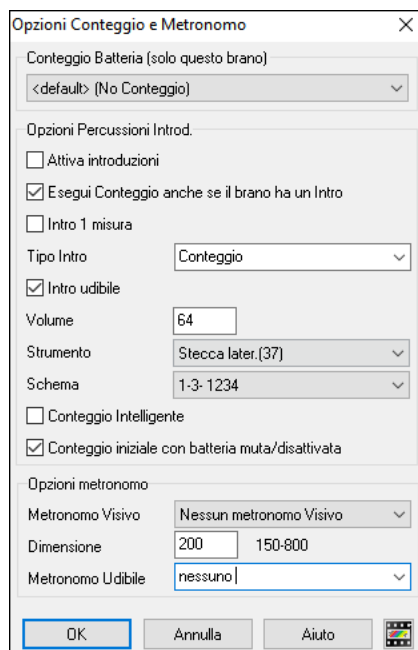 Opzioni Conteggio e Metronomo
Conteggio Batteria (solo questo brano)
<default> (No Conteggio)
Opzioni Percussioni Introd.
Attiva introduzioni
Esegui Conteggio anche se il brano ha un Intro
Intro 1 misura
Tipo Intro Conteggio
Intro udibile
Volume 64
Strumento Stecca later.(37)
Schema 1-3- 1234
Conteggio Intelligente
Conteggio iniziale con batteria muta/disattivata
Opzioni metronomo
Metronomo Visivo Nessun metronomo Visivo
Dimensione 200 150-800
Metronomo Udibile nessuno
OK Annulla Aiuto